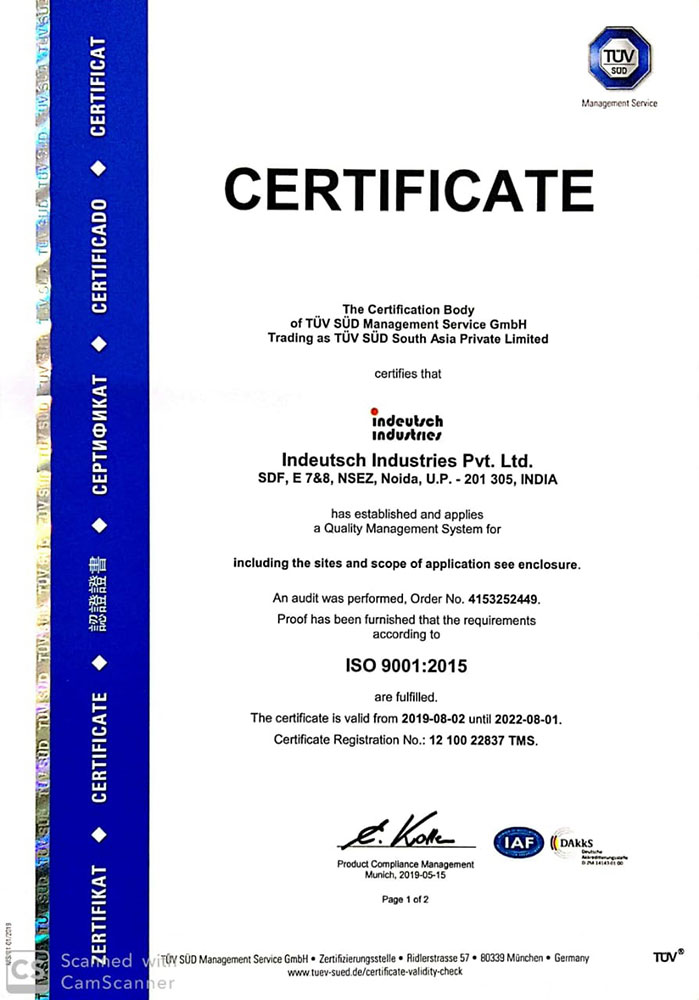 TÜV
SÜD
Management Service
CERTIFICATE
The Certification Body
of TÜV SÜD Management Service GmbH
Trading as TÜV SÜD South Asia Private Limited
certifies that
indeutsch
industries
Indeutsch Industries Pvt. Ltd.
SDF, E 7&8, NSEZ, Noida, U.P. - 201 305, INDIA
has established and applies
a Quality Management System for
including the sites and scope of application see enclosure.
An audit was performed, Order No. 4153252449.
Proof has been furnished that the requirements
according to
ISO 9001:2015
are fulfilled.
The certificate is valid from 2019-08-02 until 2022-08-01.
Certificate Registration No.: 12 100 22837 TMS.
Product Compliance Management
Munich, 2019-05-15
Page 1 of 2
IAF
DAkkS
Deutsche
Akkreditierungsstelle
D-ZM-14143-01-00
TÜV SÜD Management Service GmbH • Zertifizierungsstelle • Ridlerstrasse 57 • 80339 München • Germany
www.tuev-sued.de/certificate-validity-check
TÜV®
ZERTIFIKAT ◆ CERTIFICATE ◆ 認證證書 ◆ СЕРТИФИКАТ ◆ CERTIFICADO ◆ CERTIFICAT
CS Scanned with
CamScanner